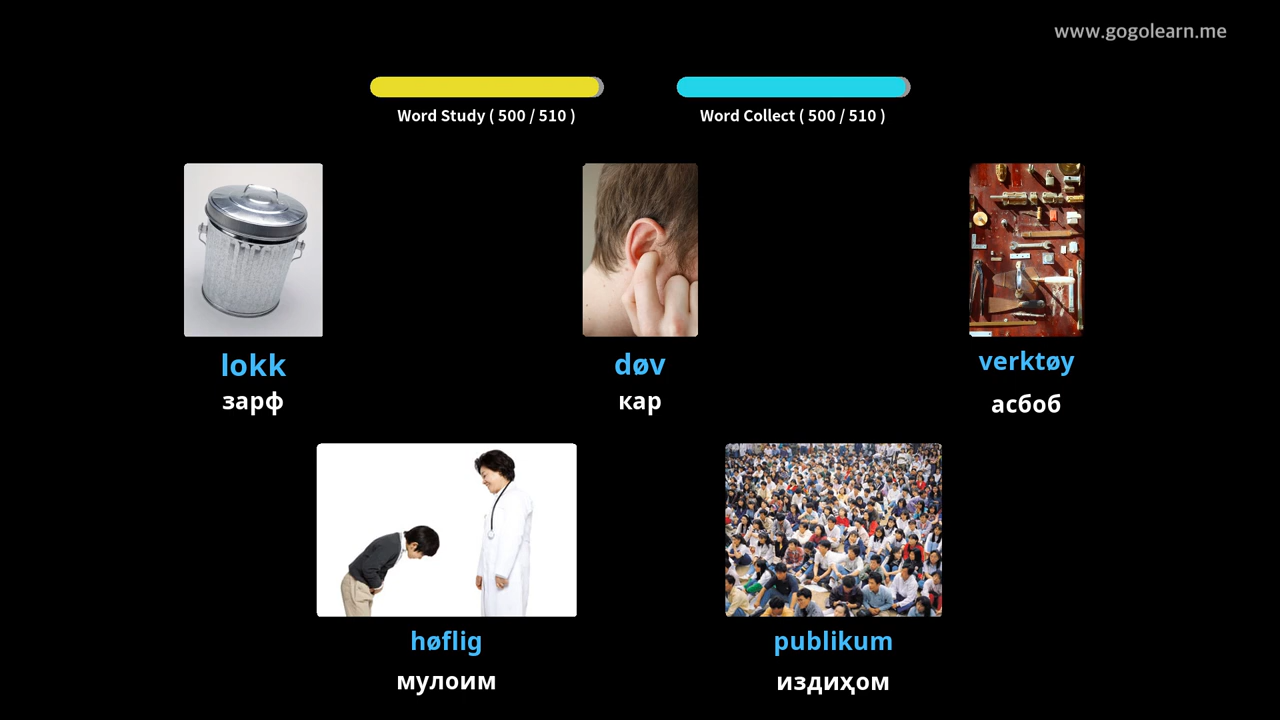 www.gogolearn.me
Word Study ( 500 / 510 )
Word Collect ( 500 / 510 )
lokk
зарф
døv
кар
verktøy
асбоб
høflig
мулоим
publikum
издиҳом